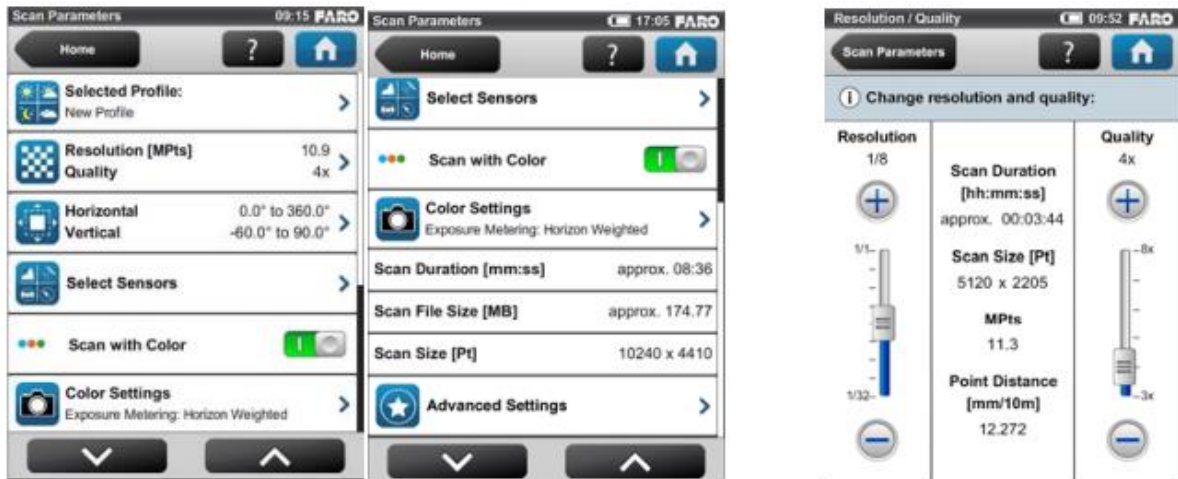 Scan Parameters 09:15 FARO
Home ?
Selected Profile:
New Profile
Resolution [MPts] 10.9
Quality 4x
Horizontal 0.0° to 360.0°
Vertical -60.0° to 90.0°
Select Sensors
Scan with Color
Color Settings
Exposure Metering: Horizon Weighted
Scan Parameters 17:05 FARO
Home ?
Select Sensors
Scan with Color
Color Settings
Exposure Metering: Horizon Weighted
Scan Duration [mm:ss] approx. 08:36
Scan File Size [MB] approx. 174.77
Scan Size [Pt] 10240 x 4410
Advanced Settings
Resolution / Quality 09:52 FARO
Scan Parameters ?
i Change resolution and quality:
Resolution
1/8
1/1
1/32
Scan Duration
[hh:mm:ss]
approx. 00:03:44
Scan Size [Pt]
5120 x 2205
MPts
11.3
Point Distance
[mm/10m]
12.272
Quality
4x
8x
3x